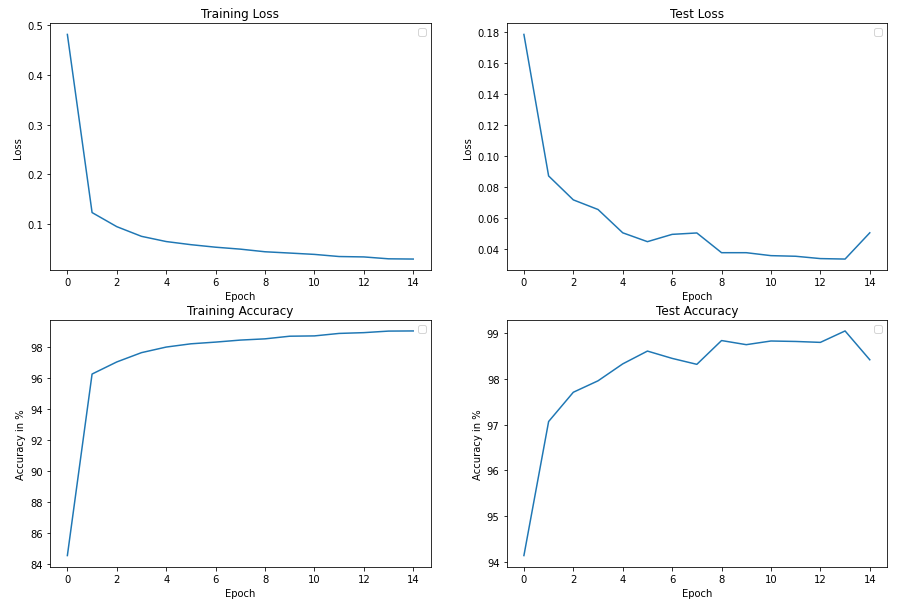 Training Loss
Loss
0.5
0.4
0.3
0.2
0.1
0 2 4 6 8 10 12 14
Epoch
Test Loss
Loss
0.18
0.16
0.14
0.12
0.10
0.08
0.06
0.04
0 2 4 6 8 10 12 14
Epoch
Training Accuracy
Accuracy in %
98
96
94
92
90
88
86
84
0 2 4 6 8 10 12 14
Epoch
Test Accuracy
Accuracy in %
99
98
97
96
95
94
0 2 4 6 8 10 12 14
Epoch